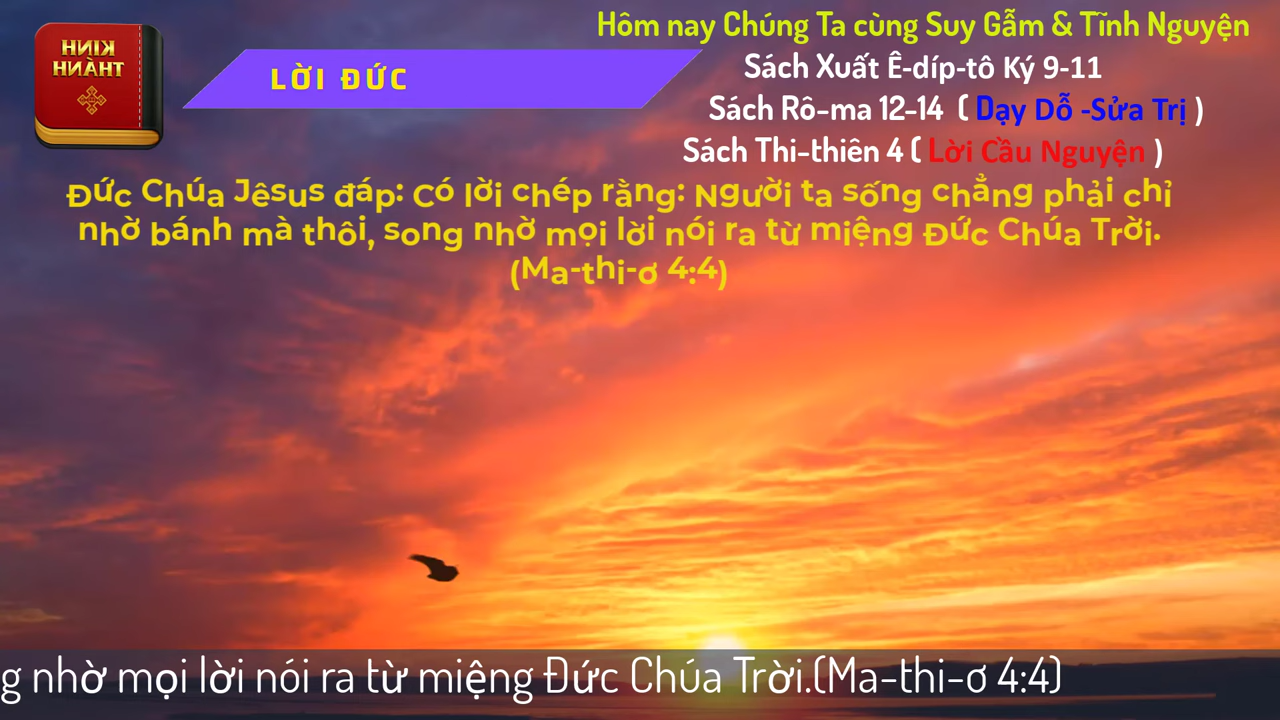 Hôm nay Chúng Ta cùng Suy Gẫm & Tĩnh Nguyện
KINH
THÁNH
LỜI ĐỨC
Sách Xuất Ê-díp-tô Ký 9-11
Sách Rô-ma 12-14 ( Dạy Dỗ -Sửa Trị )
Sách Thi-thiên 4 ( Lời Cầu Nguyện )
Đức Chúa Jêsus đáp: Có lời chép rằng: Người ta sống chẳng phải chỉ
nhờ bánh mà thôi, song nhờ mọi lời nói ra từ miệng Đức Chúa Trời.
(Ma-thi-ơ 4:4)
g nhờ mọi lời nói ra từ miệng Đức Chúa Trời.(Ma-thi-ơ 4:4)